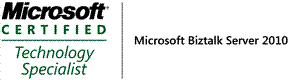 Microsoft®
CERTIFIED
Technology
Specialist
Microsoft Biztalk Server 2010